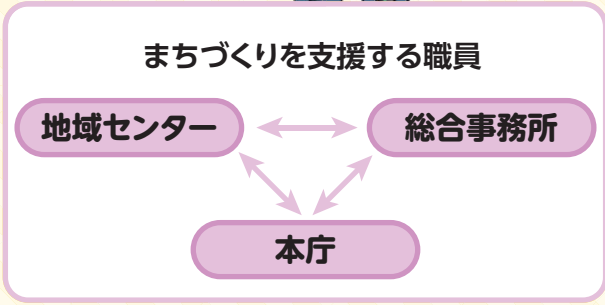 まちづくりを支援する職員
地域センター
総合事務所
本庁